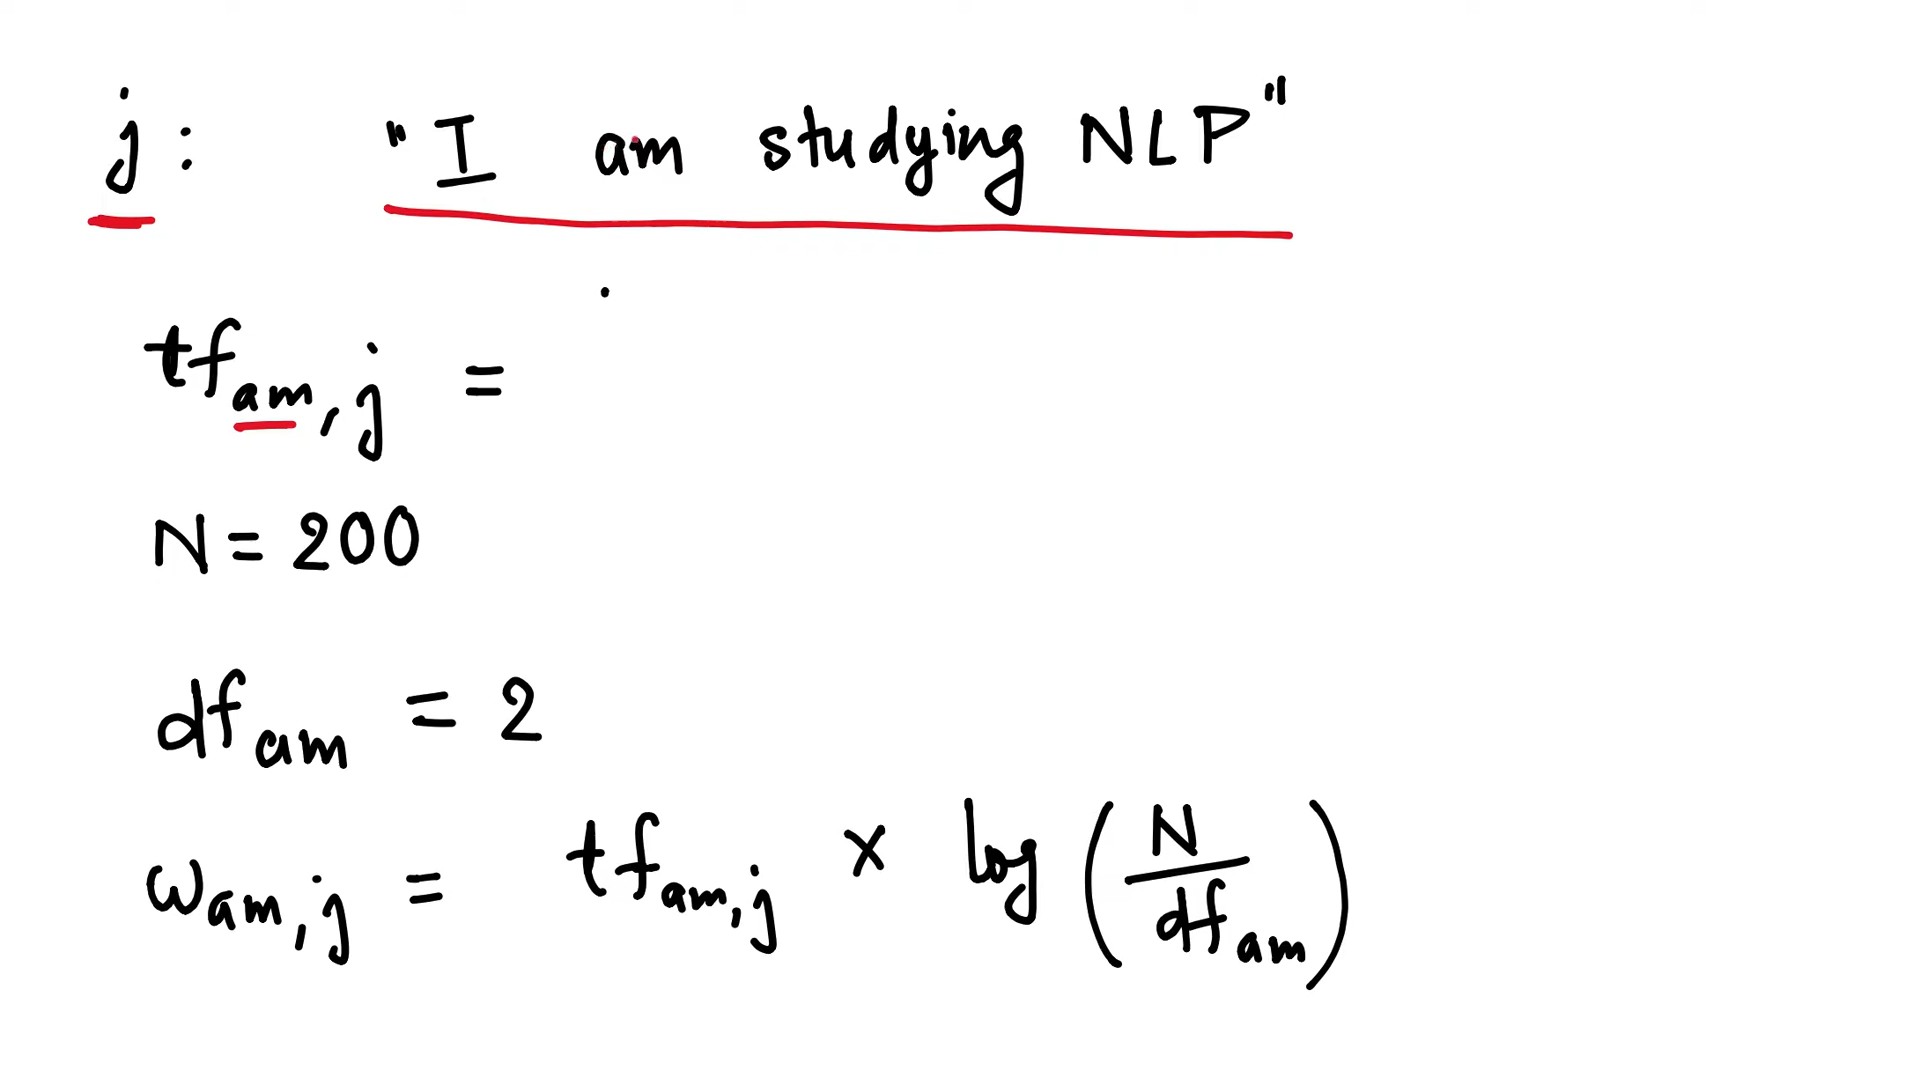 j: "I am studying NLP"
tf_am,j =
N = 200
df_am = 2
w_am,j = tf_am,j × log (N / df_am)